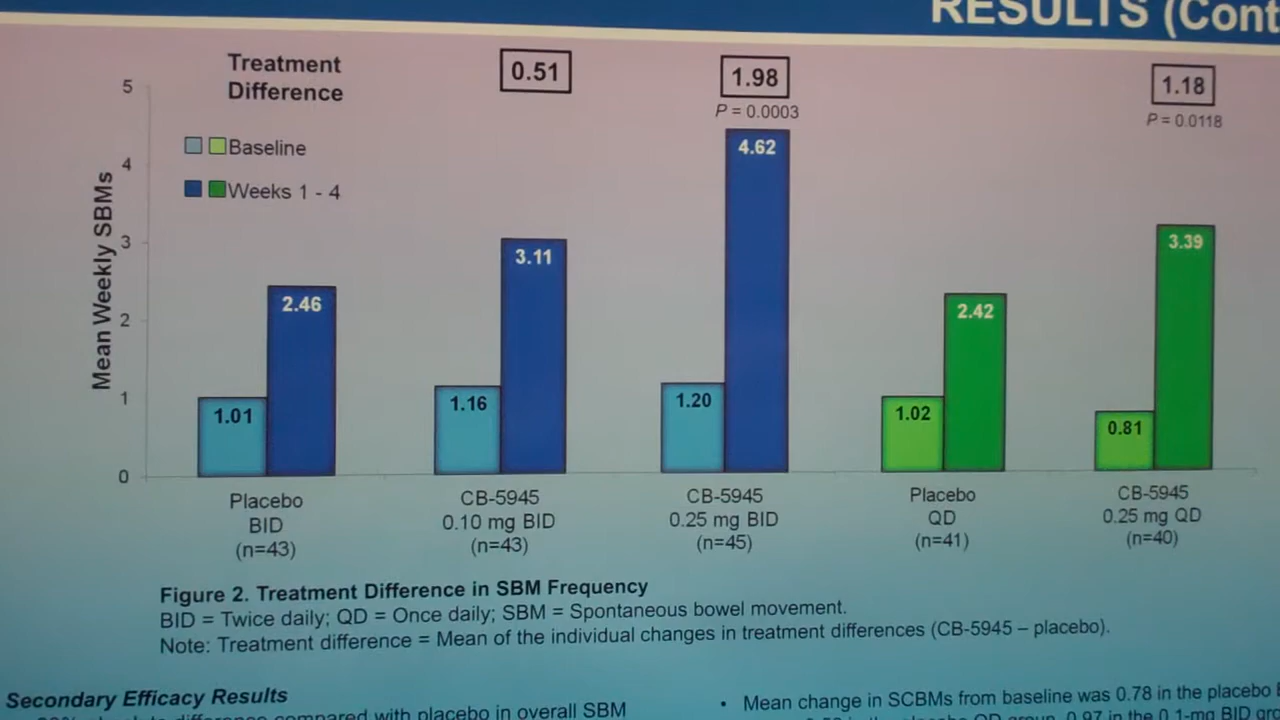 RESULTS (Cont
Treatment
Difference
0.51
1.98
P = 0.0003
1.18
P = 0.0118
Baseline
Weeks 1 - 4
Mean Weekly SBMs
5
4
3
2
1
0
1.01
2.46
1.16
3.11
1.20
4.62
1.02
2.42
0.81
3.39
Placebo
BID
(n=43)
CB-5945
0.10 mg BID
(n=43)
CB-5945
0.25 mg BID
(n=45)
Placebo
QD
(n=41)
CB-5945
0.25 mg QD
(n=40)
Figure 2. Treatment Difference in SBM Frequency
BID = Twice daily; QD = Once daily; SBM = Spontaneous bowel movement.
Note: Treatment difference = Mean of the individual changes in treatment differences (CB-5945 – placebo).
Secondary Efficacy Results
compared with placebo in overall SBM
• Mean change in SCBMs from baseline was 0.78 in the placebo
in the placebo QD group, 0.97 in the 0.1-mg BID